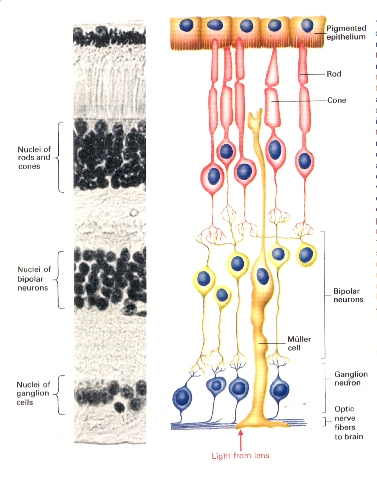 Pigmented
epithelium
Rod
Cone
Nuclei of
rods and
cones
Nuclei of
bipolar
neurons
Bipolar
neurons
Müller
cell
Nuclei of
ganglion
cells
Ganglion
neuron
Optic
nerve
fibers
to brain
Light from lens